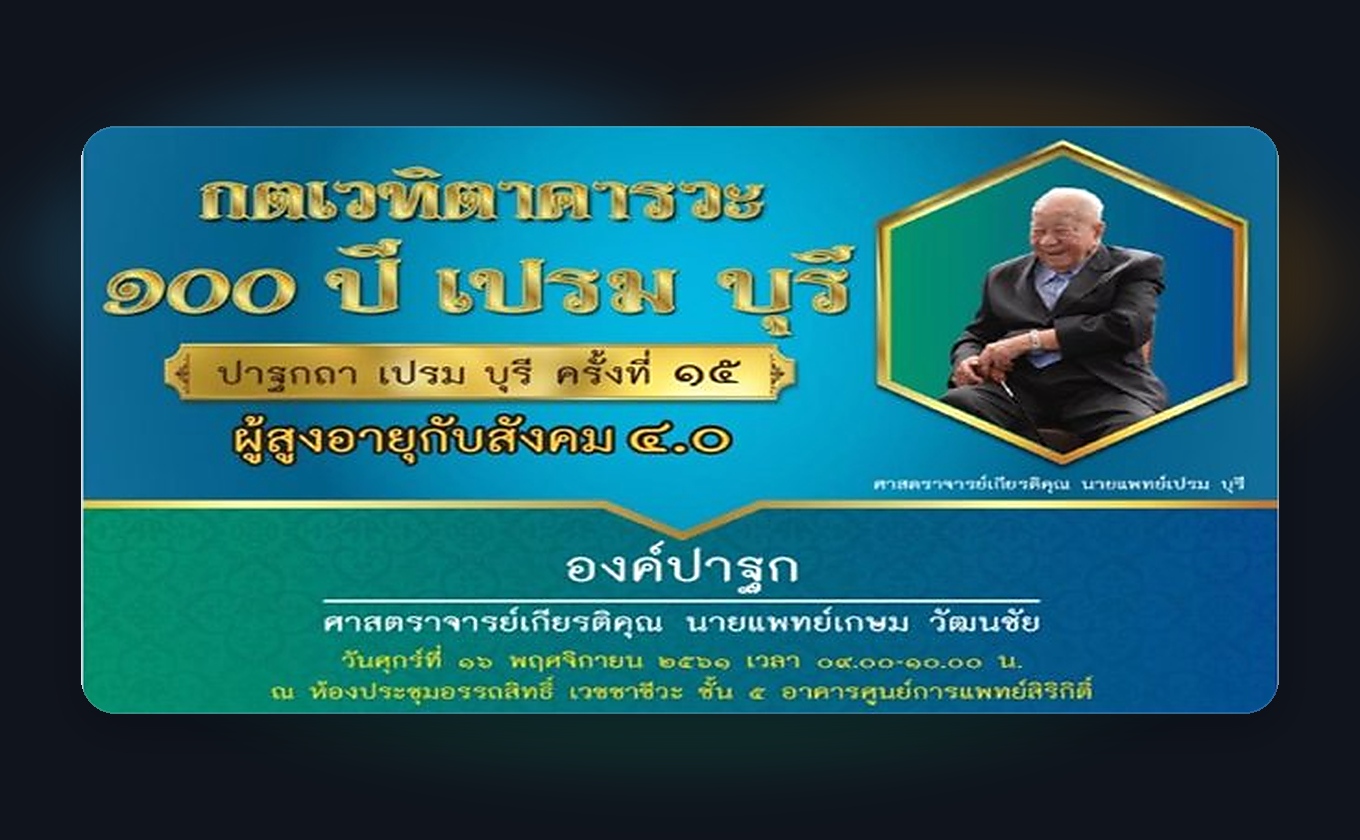 กตเวทิตาคารวะ
๑๐๐ ปี เปรม บุรี
ปาฐกถา เปรม บุรี ครั้งที่ ๑๕
ผู้สูงอายุกับสังคม ๔.๐
ศาสตราจารย์เกียรติคุณ นายแพทย์เปรม บุรี
องค์ปาฐก
ศาสตราจารย์เกียรติคุณ นายแพทย์เกษม วัฒนชัย
วันศุกร์ที่ ๑๖ พฤศจิกายน ๒๕๖๑ เวลา ๐๙.๐๐-๑๐.๐๐ น.
ณ ห้องประชุมอรรถสิทธิ์ เวชชาชีวะ ชั้น ๕ อาคารศูนย์การแพทย์สิริกิติ์